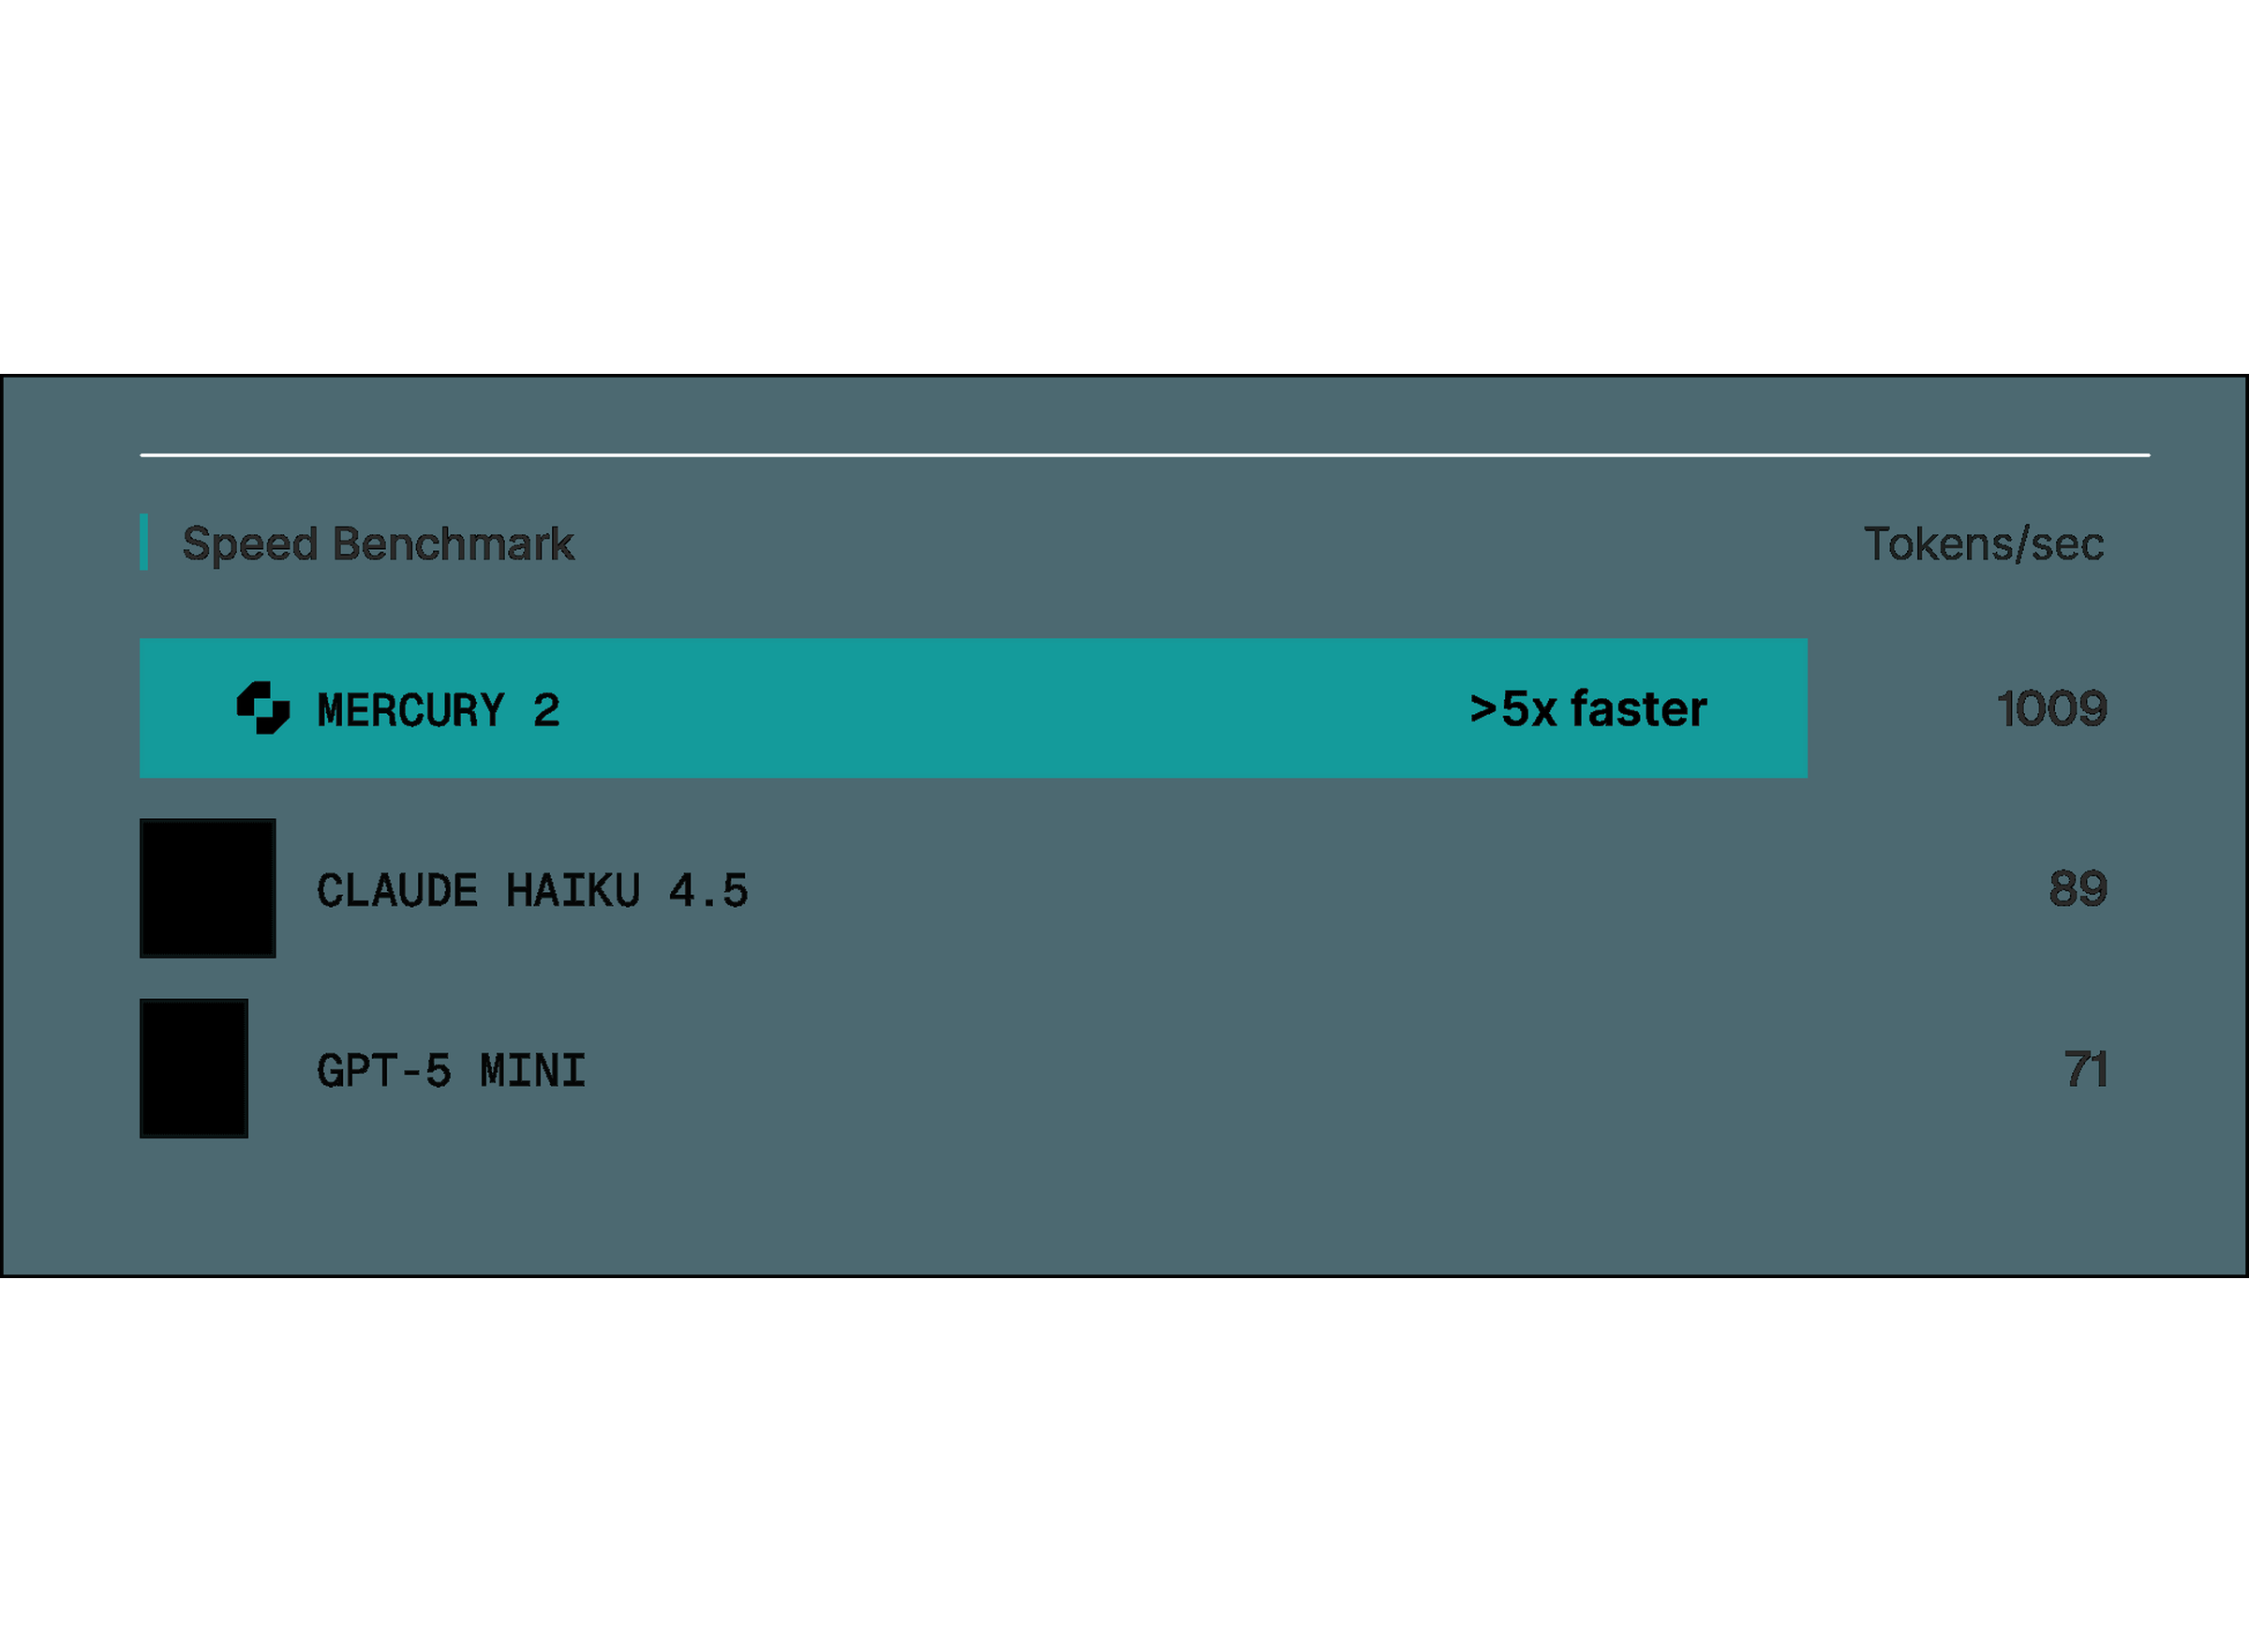 Speed Benchmark Tokens/sec
MERCURY 2 >5x faster 1009
CLAUDE HAIKU 4.5 89
GPT-5 MINI 71